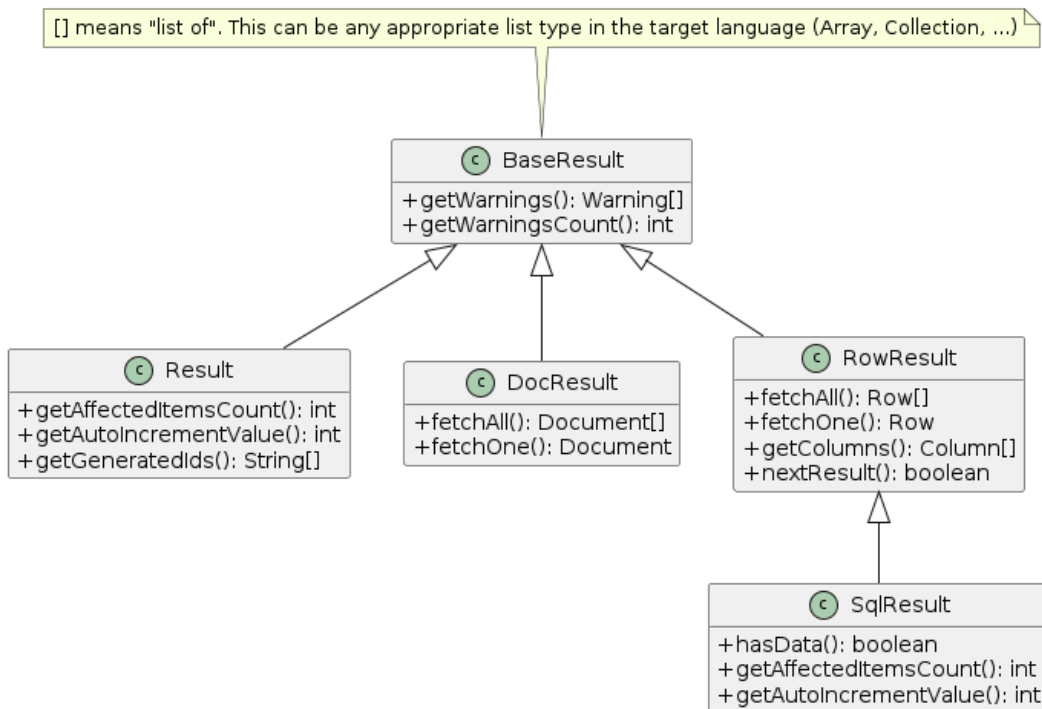 [] means "list of". This can be any appropriate list type in the target language (Array, Collection, ...)
C BaseResult
+getWarnings(): Warning[]
+getWarningsCount(): int
C Result
+getAffectedItemsCount(): int
+getAutoIncrementValue(): int
+getGeneratedIds(): String[]
C DocResult
+fetchAll(): Document[]
+fetchOne(): Document
C RowResult
+fetchAll(): Row[]
+fetchOne(): Row
+getColumns(): Column[]
+nextResult(): boolean
C SqlResult
+hasData(): boolean
+getAffectedItemsCount(): int
+getAutoIncrementValue(): int